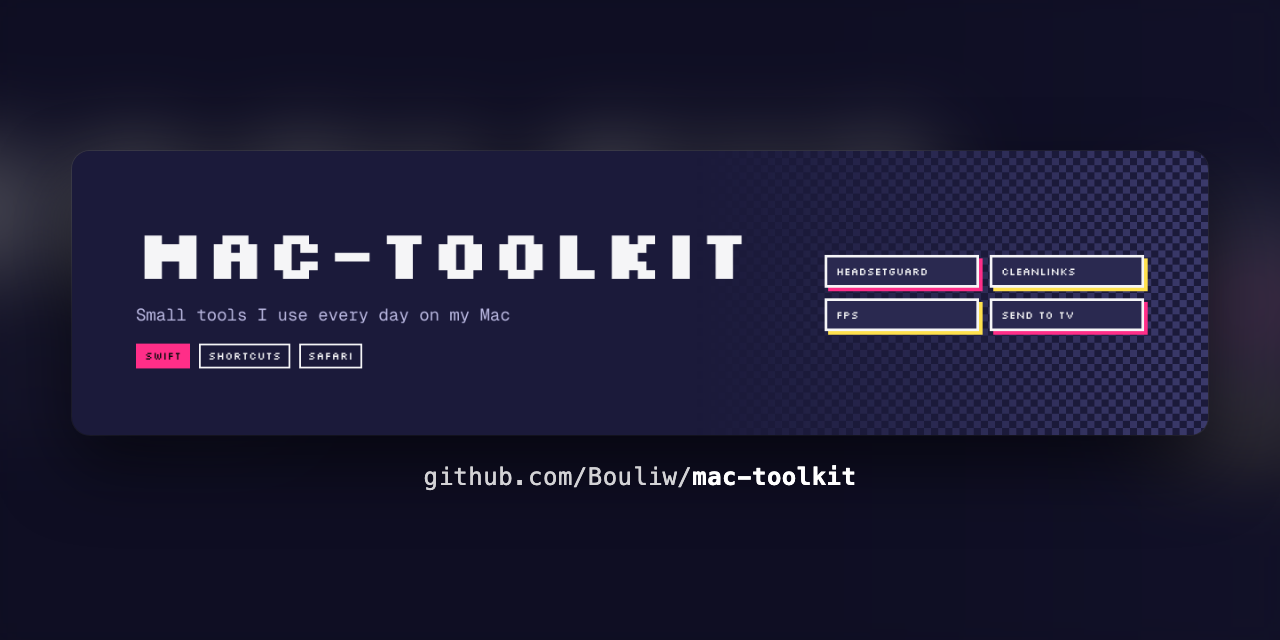 MAC-TOOLKIT
Small tools I use every day on my Mac
SWIFT SHORTCUTS SAFARI
HEADSETGUARD CLEANLINKS
FPS SEND TO TV
github.com/Bouliw/mac-toolkit